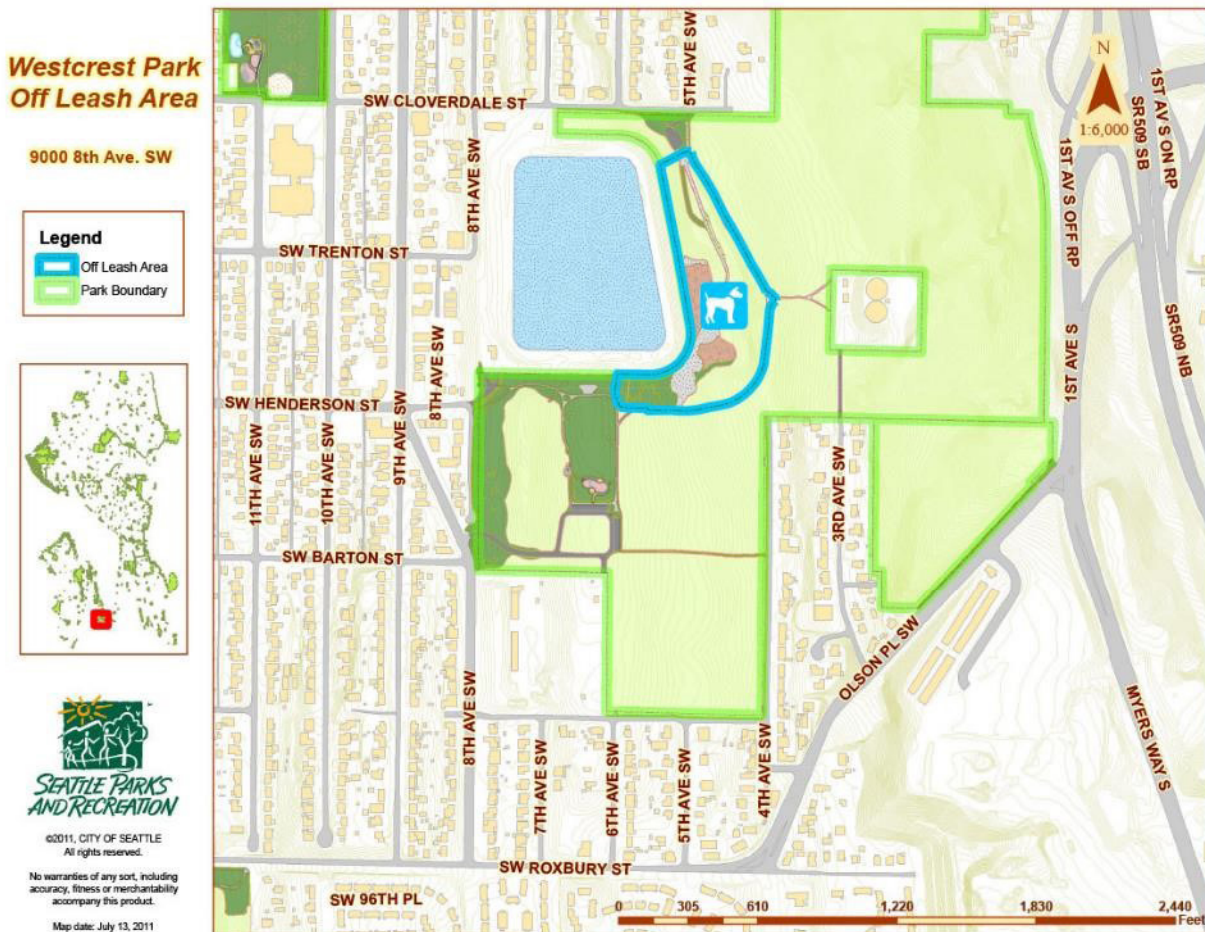 Westcrest Park
Off Leash Area
9000 8th Ave. SW
Legend
Off Leash Area
Park Boundary
SEATTLE PARKS
AND RECREATION
©2011, CITY OF SEATTLE
All rights reserved.
No warranties of any sort, including
accuracy, fitness or merchantability
accompany this product.
Map date: July 13, 2011
N
1:6,000
SW CLOVERDALE ST
5TH AVE SW
8TH AVE SW
SW TRENTON ST
8TH AVE SW
SW HENDERSON ST
11TH AVE SW
10TH AVE SW
9TH AVE SW
SW BARTON ST
3RD AVE SW
1ST AV S OFF RP
1ST AVE S
SR509 SB
1ST AV S ON RP
SR509 NB
OLSON PL SW
MYERS WAY S
8TH AVE SW
7TH AVE SW
6TH AVE SW
5TH AVE SW
4TH AVE SW
SW ROXBURY ST
SW 96TH PL
0 305 610 1,220 1,830 2,440
Feet